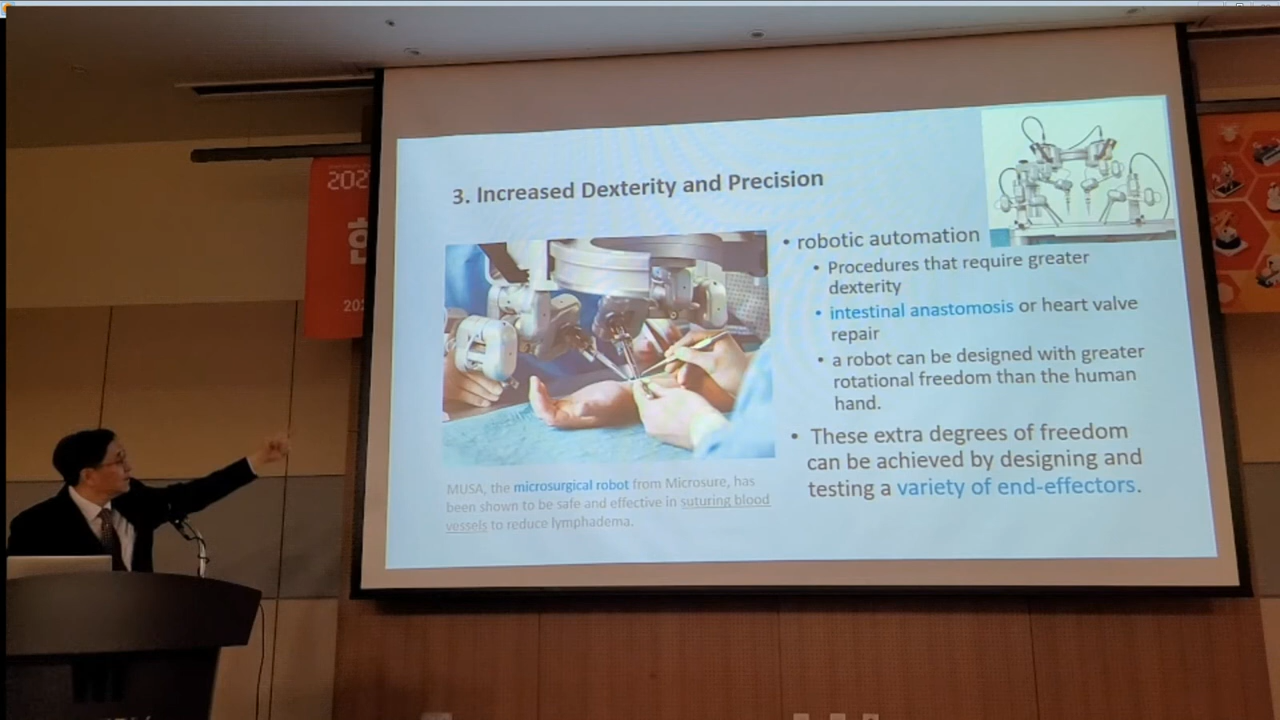 202
한
202
3. Increased Dexterity and Precision
• robotic automation
• Procedures that require greater
dexterity
• intestinal anastomosis or heart valve
repair
• a robot can be designed with greater
rotational freedom than the human
hand.
• These extra degrees of freedom
can be achieved by designing and
testing a variety of end-effectors.
MUSA, the microsurgical robot from Microsure, has
been shown to be safe and effective in suturing blood
vessels to reduce lymphadema.